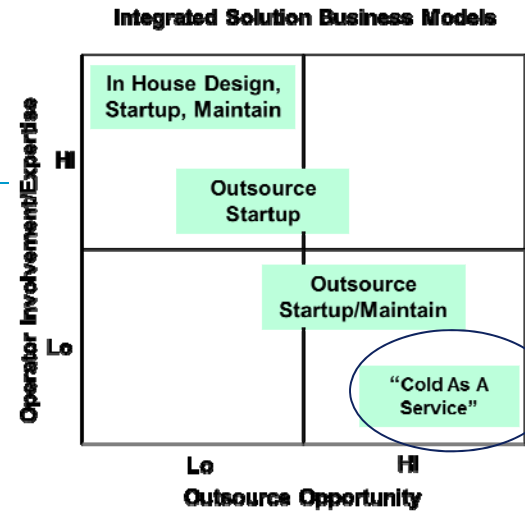 Integrated Solution Business Models
In House Design,
Startup, Maintain
Outsource
Startup
Outsource
Startup/Maintain
“Cold As A
Service”
Operator Involvement/Expertise
HI
Lo
Lo
HI
Outsource Opportunity